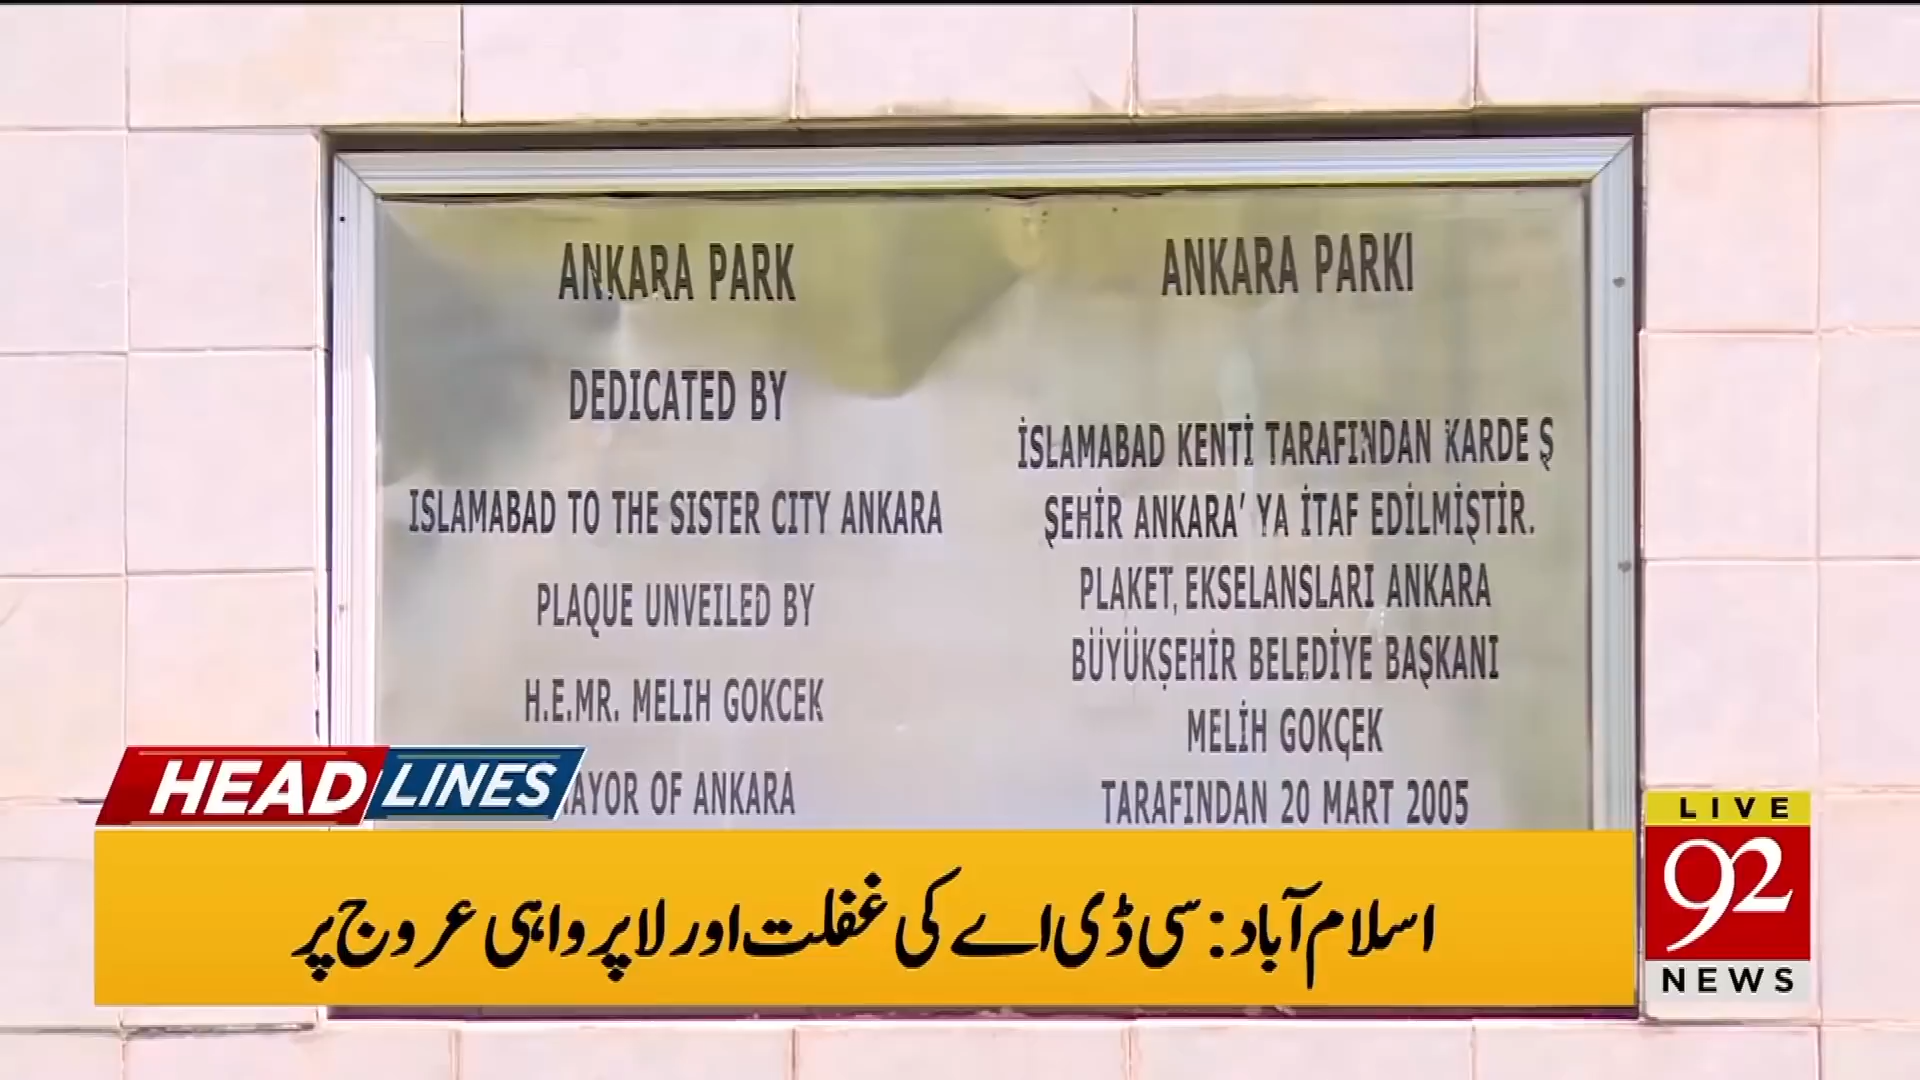 ANKARA PARK
DEDICATED BY
ISLAMABAD TO THE SISTER CITY ANKARA
PLAQUE UNVEILED BY
H.E.MR. MELIH GOKCEK
MAYOR OF ANKARA
ANKARA PARKI
İSLAMABAD KENTİ TARAFINDAN KARDE Ş
ŞEHİR ANKARA' YA İTAF EDİLMİŞTİR.
PLAKET, EKSELANSLARI ANKARA
BÜYÜKŞEHİR BELEDİYE BAŞKANI
MELİH GOKÇEK
TARAFINDAN 20 MART 2005
HEADLINES
اسلام آباد: سی ڈی اے کی غفلت اور لاپرواہی عروج پر
LIVE
92
NEWS